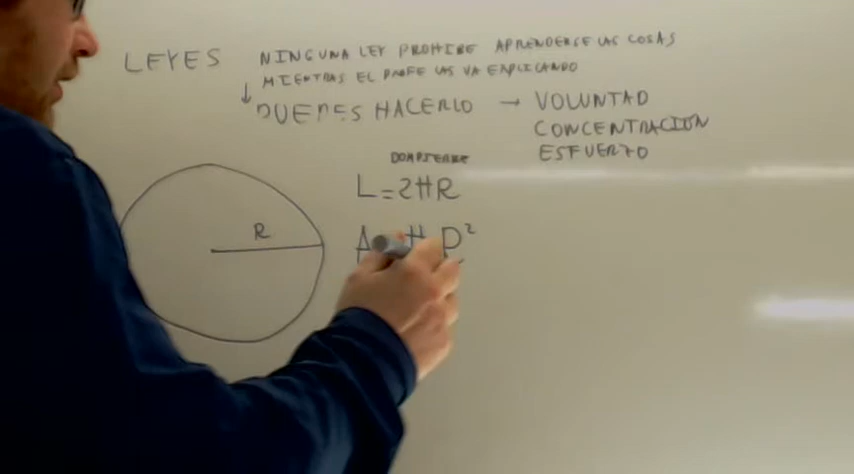 LEYES NINGUNA LEY PROHIBE APRENDERSE LAS COSAS
MIENTRAS EL PROFE LAS VA EXPLICANDO
↓ PUEDES HACERLO → VOLUNTAD
CONCENTRACION
ESFUERZO
L=2πR
R
A π R²